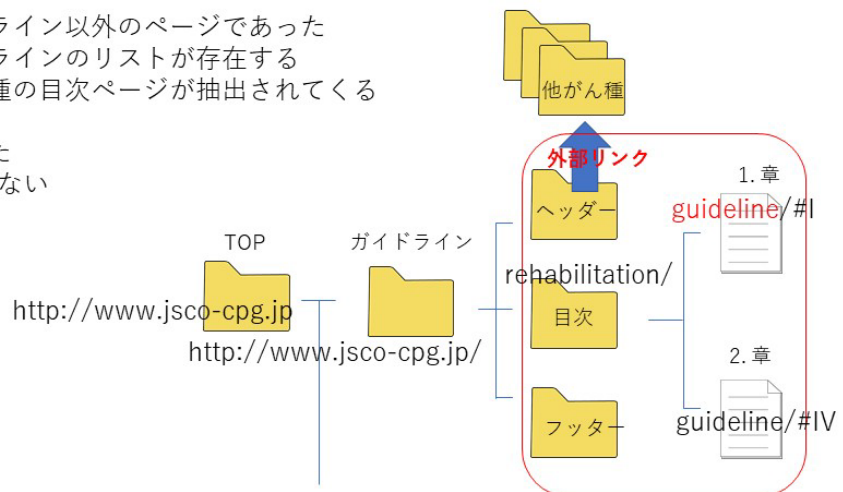 ライン以外のページであった
ラインのリストが存在する
種の目次ページが抽出されてくる
た
ない
他がん種
外部リンク
ヘッダー
1. 章
guideline/#I
TOP
ガイドライン
rehabilitation/
http://www.jsco-cpg.jp
目次
http://www.jsco-cpg.jp/
2. 章
フッター
guideline/#IV